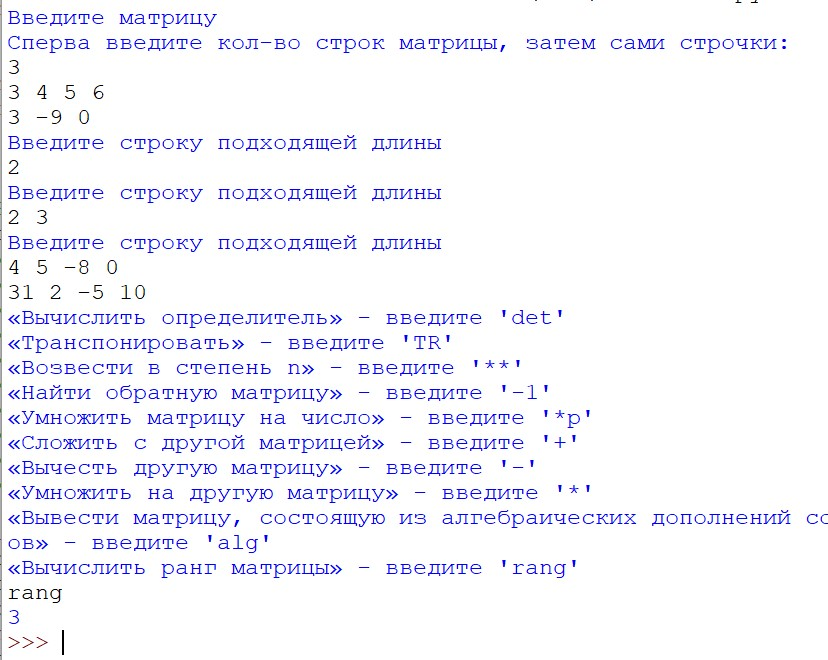 Введите матрицу
Сперва введите кол-во строк матрицы, затем сами строчки:
3
3 4 5 6
3 -9 0
Введите строку подходящей длины
2
Введите строку подходящей длины
2 3
Введите строку подходящей длины
4 5 -8 0
31 2 -5 10
«Вычислить определитель» - введите 'det'
«Транспонировать» - введите 'TR'
«Возвести в степень n» - введите '**'
«Найти обратную матрицу» - введите '-1'
«Умножить матрицу на число» - введите '*p'
«Сложить с другой матрицей» - введите '+'
«Вычесть другую матрицу» - введите '-'
«Умножить на другую матрицу» - введите '*'
«Вывести матрицу, состоящую из алгебраических дополнений со
ов» - введите 'alg'
«Вычислить ранг матрицы» - введите 'rang'
rang
3
>>>